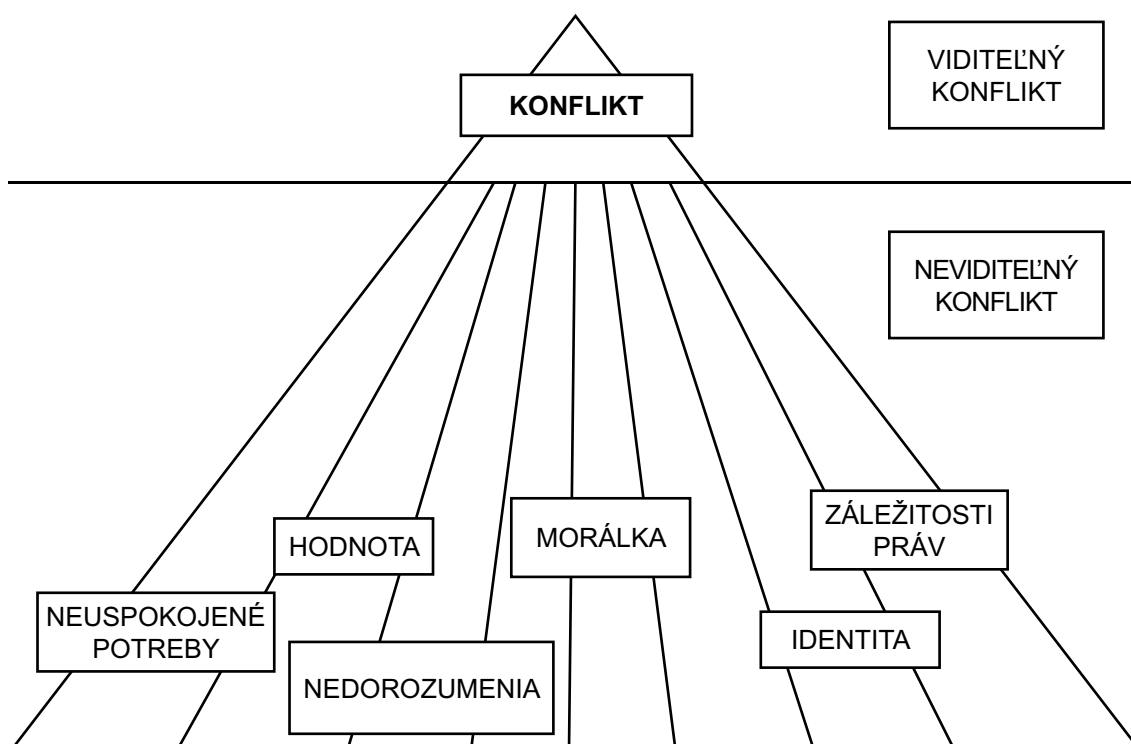 VIDITEĽNÝ
KONFLIKT
KONFLIKT
NEVIDITEĽNÝ
KONFLIKT
ZÁLEŽITOSTI
PRÁV
HODNOTA
MORÁLKA
NEUSPOKOJENÉ
POTREBY
IDENTITA
NEDOROZUMENIA